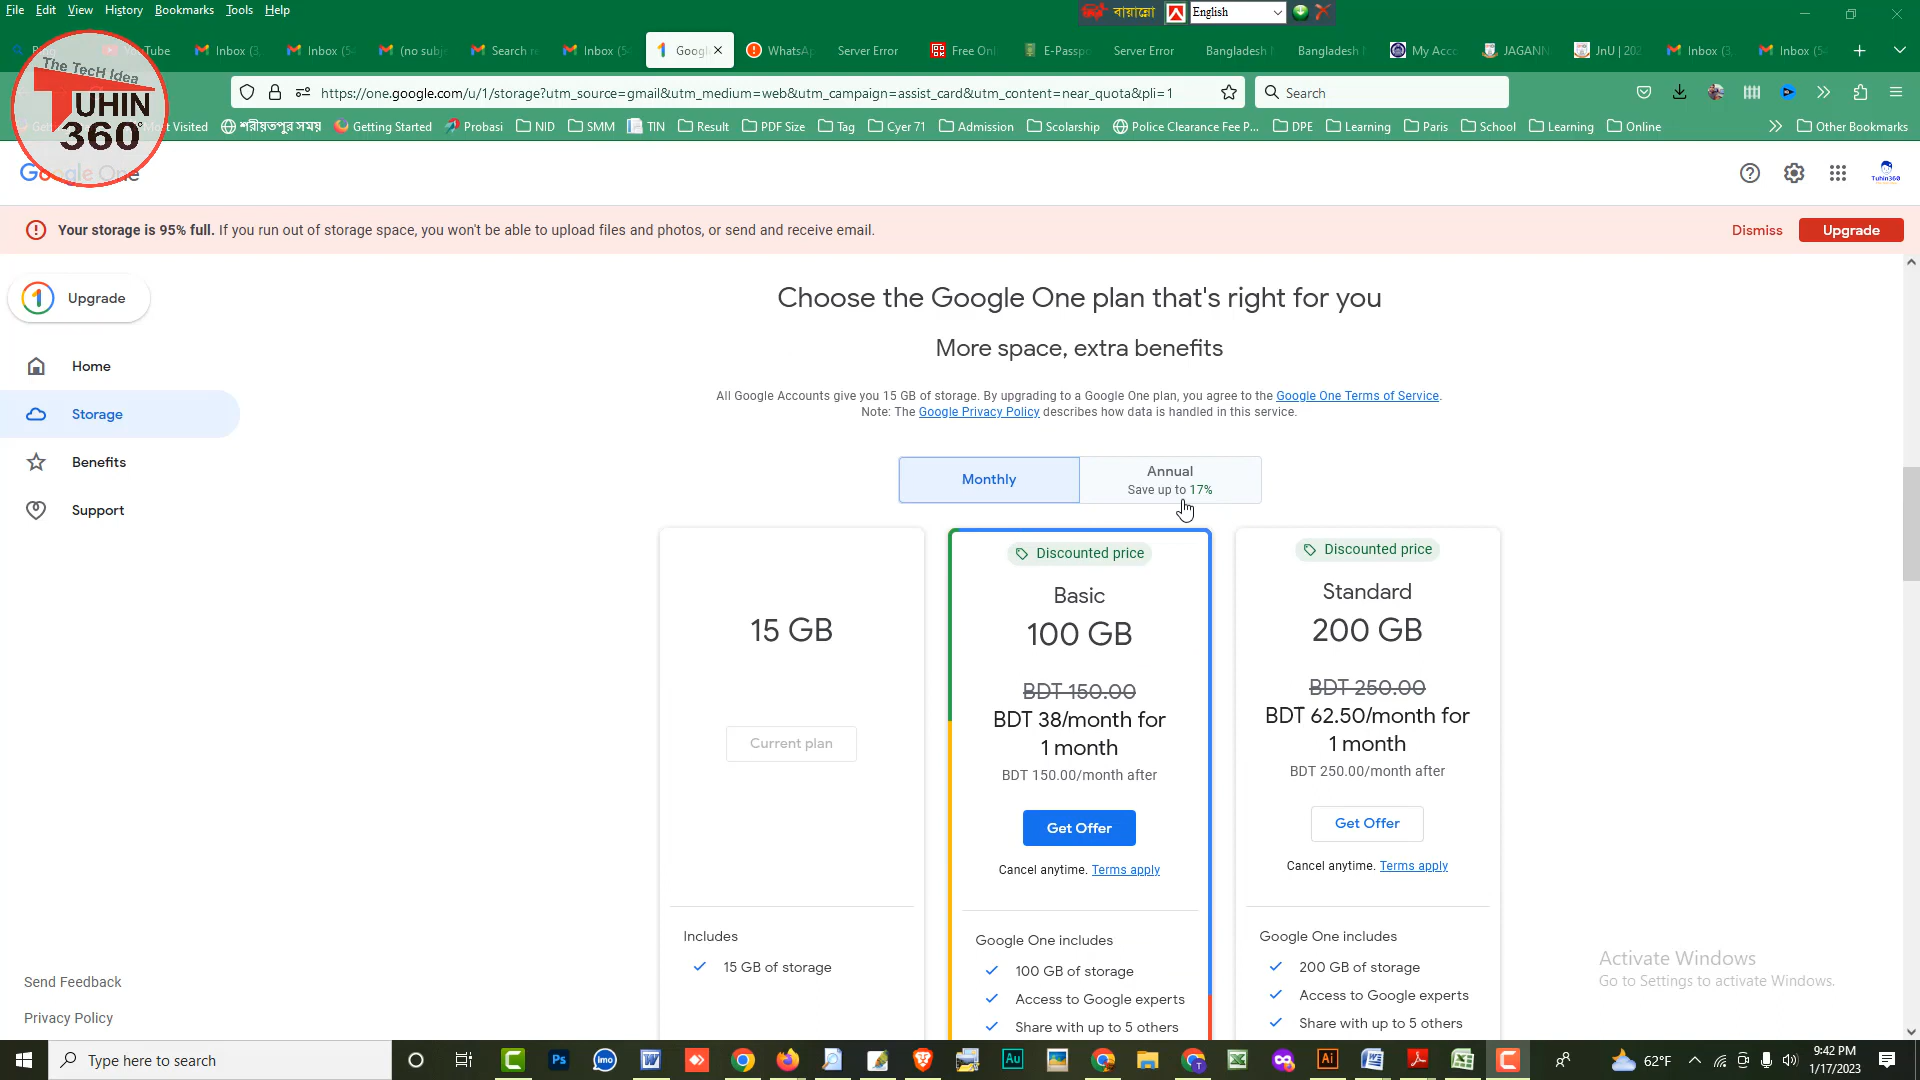 File Edit View History Bookmarks Tools Help
বায়ান্নো English
YouTube Inbox (3, Inbox (54 (no subj Search re Inbox (54 Googl WhatsAp Server Error Free Onl E-Passp Server Error Bangladesh Bangladesh My Acco JAGANN JnU | 202 Inbox (3, Inbox (54
https://one.google.com/u/1/storage?utm_source=gmail&utm_medium=web&utm_campaign=assist_card&utm_content=near_quota&pli=1
Search
The TecH Idea
TUHIN
360°
Most Visited শরীয়তপুর সময় Getting Started Probasi NID SMM TIN Result PDF Size Tag Cyer 71 Admission Scolarship Police Clearance Fee P... DPE Learning Paris School Learning Online Other Bookmarks
Google One
Tuhin360
Your storage is 95% full. If you run out of storage space, you won't be able to upload files and photos, or send and receive email.
Dismiss Upgrade
Upgrade
Home
Storage
Benefits
Support
Choose the Google One plan that's right for you
More space, extra benefits
All Google Accounts give you 15 GB of storage. By upgrading to a Google One plan, you agree to the Google One Terms of Service.
Note: The Google Privacy Policy describes how data is handled in this service.
Monthly
Annual
Save up to 17%
15 GB
Current plan
Includes
15 GB of storage
Discounted price
Basic
100 GB
BDT 150.00
BDT 38/month for
1 month
BDT 150.00/month after
Get Offer
Cancel anytime. Terms apply
Google One includes
100 GB of storage
Access to Google experts
Share with up to 5 others
Discounted price
Standard
200 GB
BDT 250.00
BDT 62.50/month for
1 month
BDT 250.00/month after
Get Offer
Cancel anytime. Terms apply
Google One includes
200 GB of storage
Access to Google experts
Share with up to 5 others
Send Feedback
Privacy Policy
Activate Windows
Go to Settings to activate Windows.
Type here to search
62°F
9:42 PM
1/17/2023